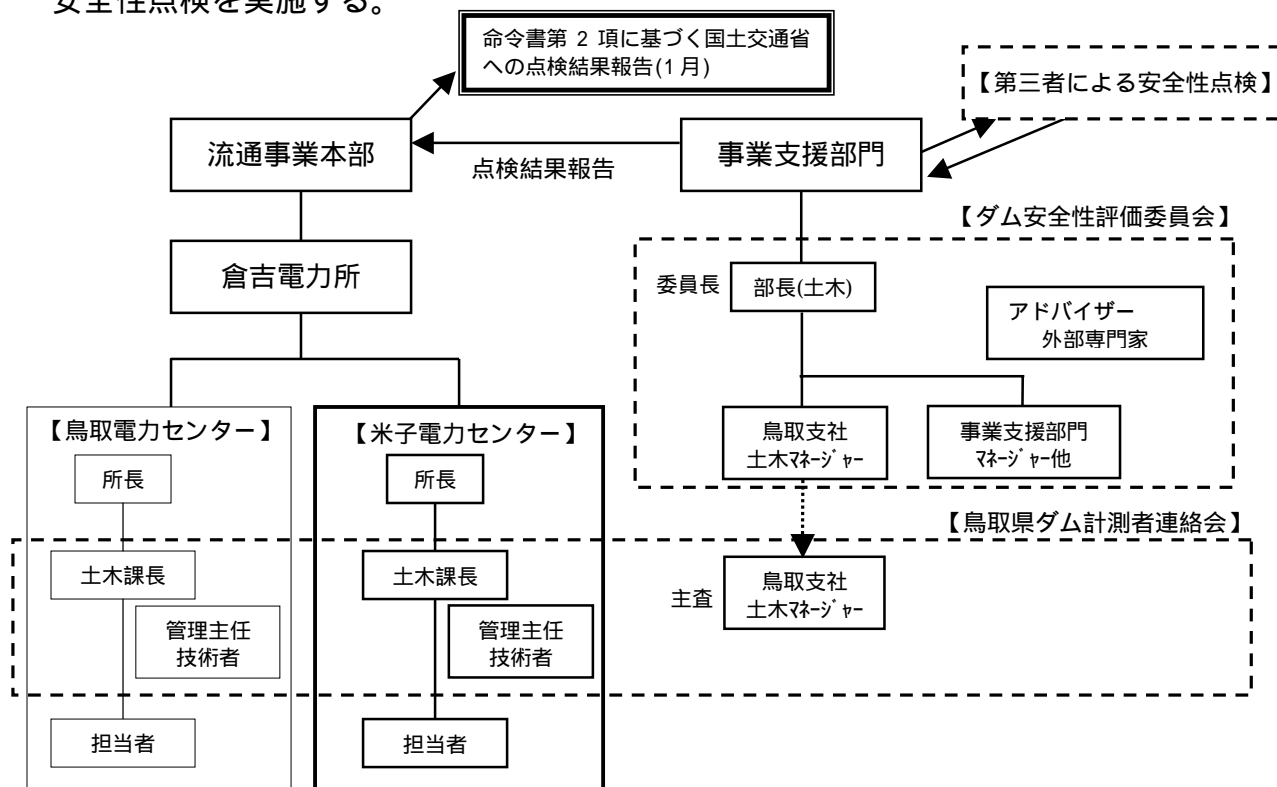 安全性点検を実施する。
命令書第 2 項に基づく国土交通省
への点検結果報告(1 月)
【第三者による安全性点検】
流通事業本部
点検結果報告
事業支援部門
【ダム安全性評価委員会】
倉吉電力所
委員長
部長(土木)
アドバイザー
外部専門家
【鳥取電力センター】
【米子電力センター】
鳥取支社
土木ﾏﾈｰｼﾞｬｰ
事業支援部門
ﾏﾈｰｼﾞｬｰ他
所長
所長
【鳥取県ダム計測者連絡会】
土木課長
土木課長
主査
鳥取支社
土木ﾏﾈｰｼﾞｬｰ
管理主任
技術者
管理主任
技術者
担当者
担当者